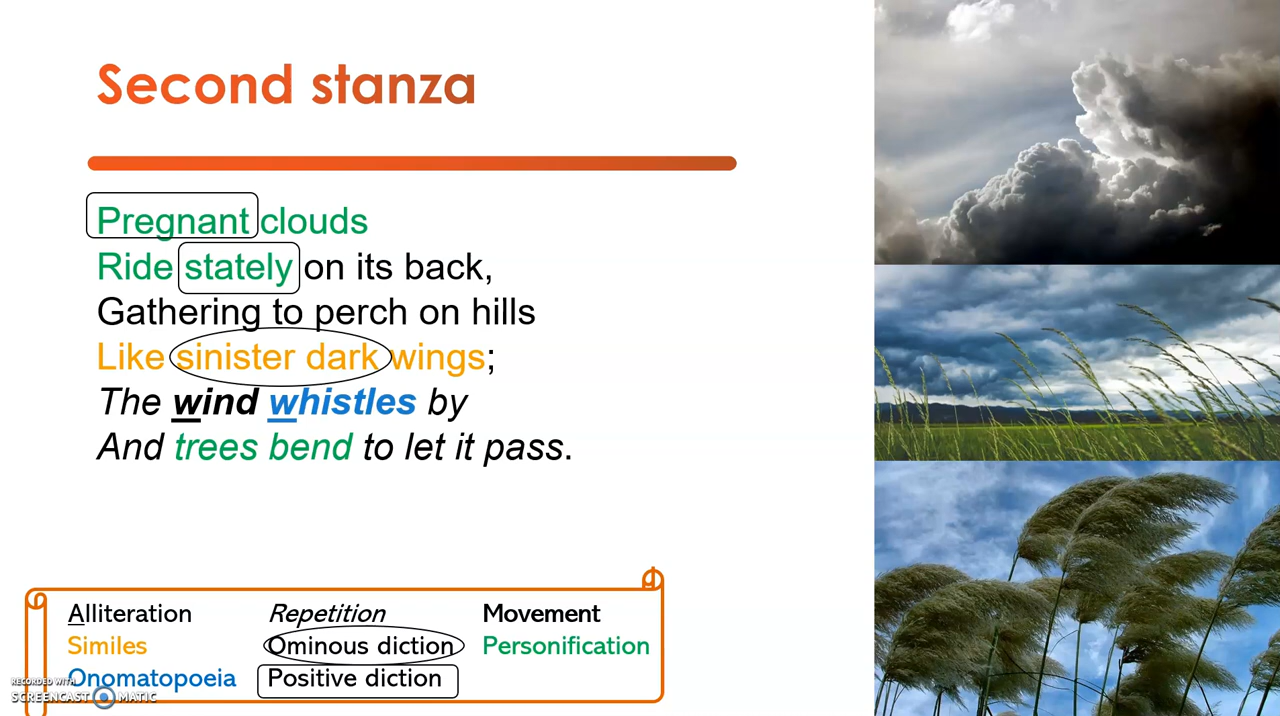 Second stanza
Pregnant clouds
Ride stately on its back,
Gathering to perch on hills
Like sinister dark wings;
The wind whistles by
And trees bend to let it pass.
Alliteration Repetition Movement
Similes Ominous diction Personification
Onomatopoeia Positive diction
RECORDED WITH
SCREENCAST MATIC